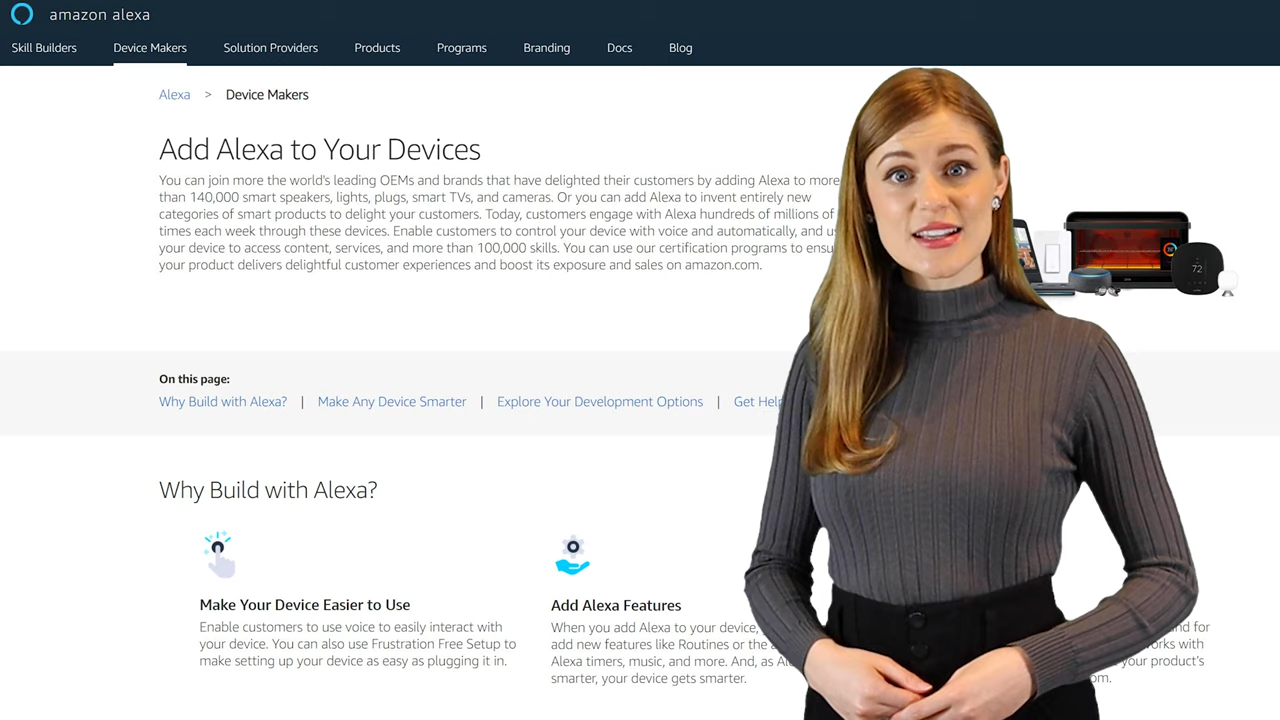 amazon alexa
Skill Builders Device Makers Solution Providers Products Programs Branding Docs Blog
Alexa > Device Makers
Add Alexa to Your Devices
You can join more the world's leading OEMs and brands that have delighted their customers by adding Alexa to more
than 140,000 smart speakers, lights, plugs, smart TVs, and cameras. Or you can add Alexa to invent entirely new
categories of smart products to delight your customers. Today, customers engage with Alexa hundreds of millions of
times each week through these devices. Enable customers to control your device with voice and automatically, and
your device to access content, services, and more than 100,000 skills. You can use our certification programs to
your product delivers delightful customer experiences and boost its exposure and sales on amazon.com.
72
On this page:
Why Build with Alexa? | Make Any Device Smarter | Explore Your Development Options | Get Help
Why Build with Alexa?
Make Your Device Easier to Use
Enable customers to use voice to easily interact with
your device. You can also use Frustration Free Setup to
make setting up your device as easy as plugging it in.
Add Alexa Features
When you add Alexa to your device,
add new features like Routines or the
Alexa timers, music, and more. And, as
smarter, your device gets smarter.
for
with
your product's